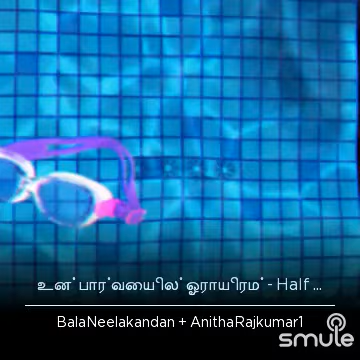 உன் பார்வையில் ஓராயிரம் - Half ...
BalaNeelakandan + AnithaRajkumar1
smule